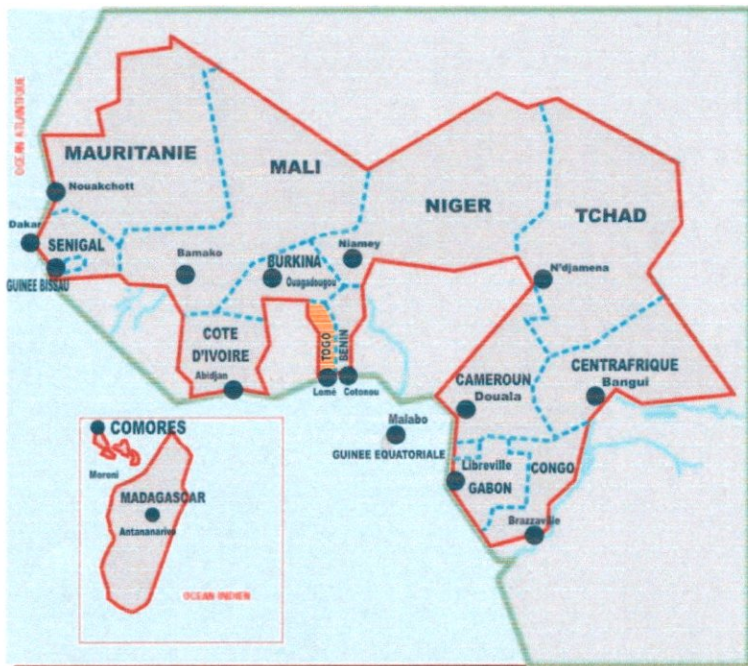 OCEAN ATLANTIQUE
MAURITANIE
MALI
Nouakchott
NIGER
TCHAD
Dakar
SENIGAL
GUINEE BISSAU
Bamako
BURKINA
Ouagadougou
Niamey
N'djamena
COTE
D'IVOIRE
Abidjan
TOGO
BENIN
Lomé
Cotonou
CAMEROUN
Douala
CENTRAFRIQUE
Bangui
Malabo
GUINEE EQUATORIALE
Libreville
GABON
CONGO
Brazzaville
COMORES
Moroni
MADAGASCAR
Antananarivo
OCEAN INDIEN